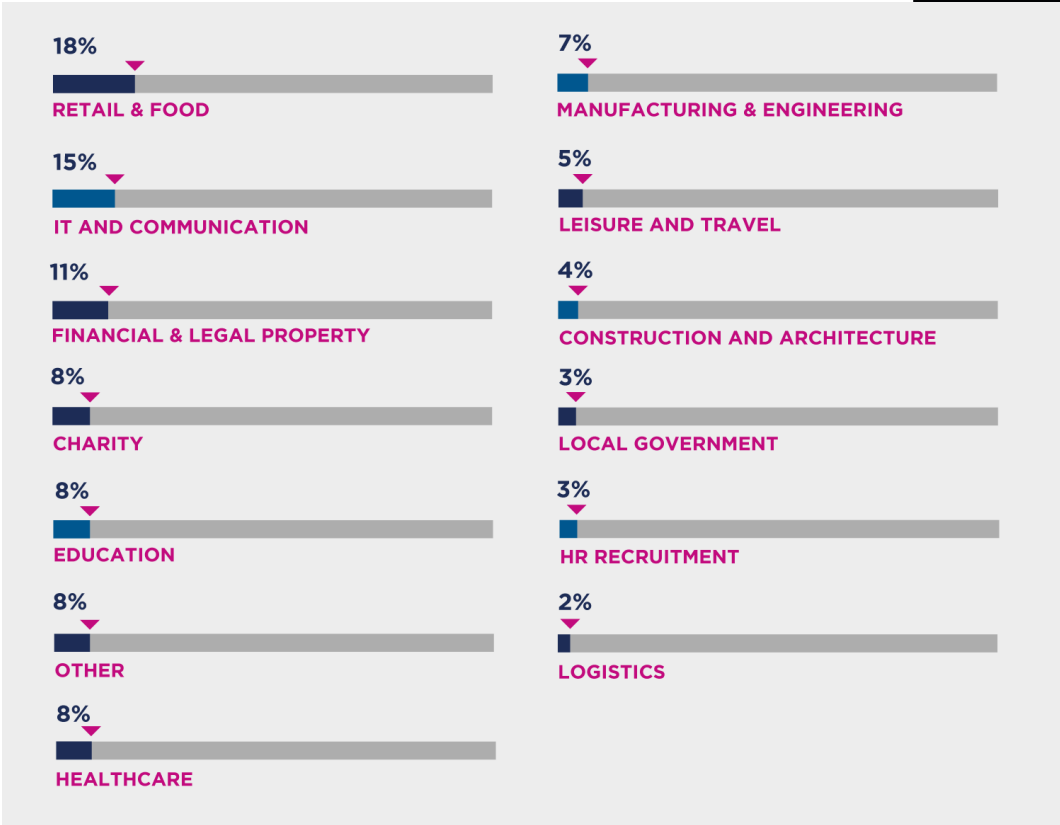 18%
RETAIL & FOOD
15%
IT AND COMMUNICATION
11%
FINANCIAL & LEGAL PROPERTY
8%
CHARITY
8%
EDUCATION
8%
OTHER
8%
HEALTHCARE
7%
MANUFACTURING & ENGINEERING
5%
LEISURE AND TRAVEL
4%
CONSTRUCTION AND ARCHITECTURE
3%
LOCAL GOVERNMENT
3%
HR RECRUITMENT
2%
LOGISTICS